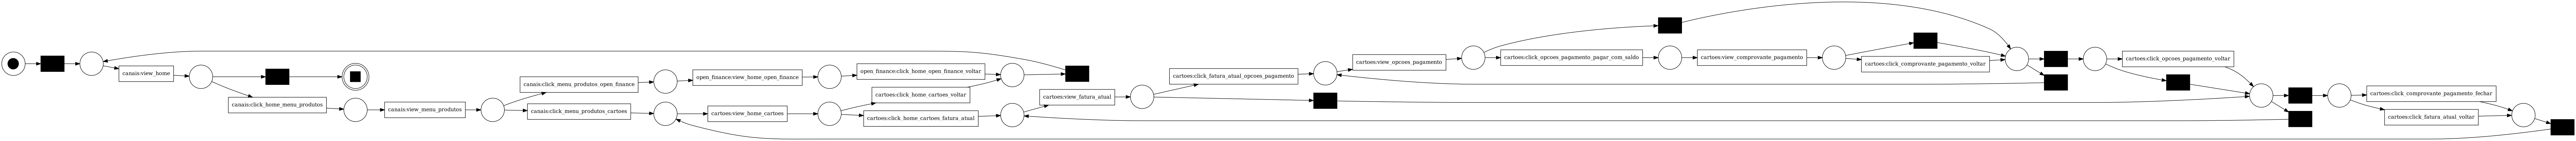 canais:view_home
canais:click_home_menu_produtos
canais:view_menu_produtos
canais:click_menu_produtos_open_finance
canais:click_menu_produtos_cartoes
open_finance:view_home_open_finance
cartoes:view_home_cartoes
open_finance:click_home_open_finance_voltar
cartoes:click_home_cartoes_voltar
cartoes:click_home_cartoes_fatura_atual
cartoes:view_fatura_atual
cartoes:click_fatura_atual_opcoes_pagamento
cartoes:view_opcoes_pagamento
cartoes:click_opcoes_pagamento_pagar_com_saldo
cartoes:view_comprovante_pagamento
cartoes:click_comprovante_pagamento_voltar
cartoes:click_opcoes_pagamento_voltar
cartoes:click_comprovante_pagamento_fechar
cartoes:click_fatura_atual_voltar